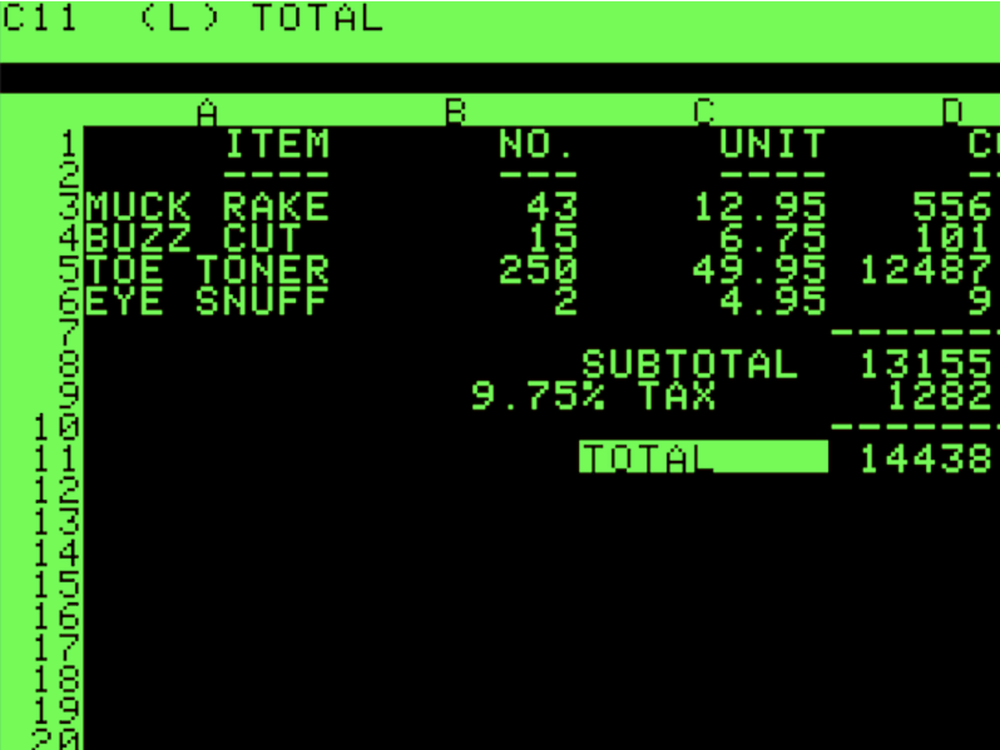 C11 (L) TOTAL
A B C D
1 ITEM NO. UNIT
2 ---- --- ---- --
3 MUCK RAKE 43 12.95 556
4 BUZZ CUT 15 6.75 101
5 TOE TONER 250 49.95 12487
6 EYE SNUFF 2 4.95 9
7 ------
8 SUBTOTAL 13155
9 9.75% TAX 1282
10 ------
11 TOTAL 14438
12
13
14
15
16
17
18
19
20